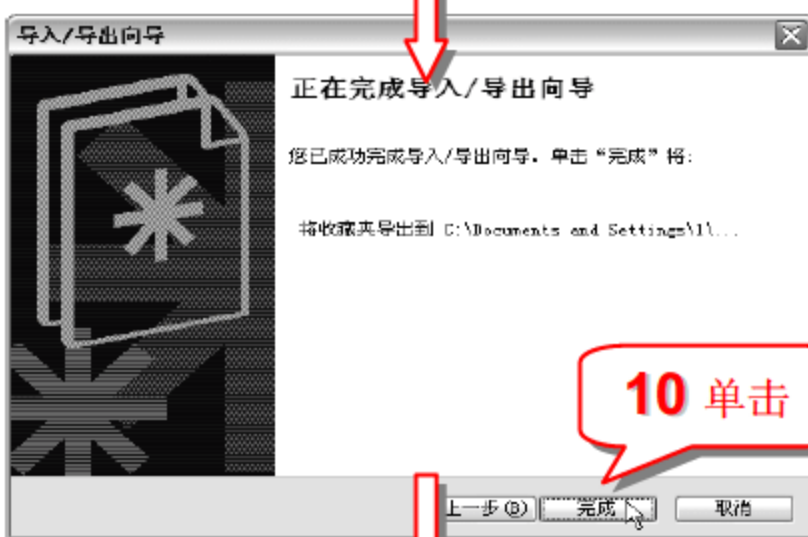 导入/导出向导
正在完成导入/导出向导
您已成功完成导入/导出向导。单击“完成”将:
将收藏夹导出到 C:\Documents and Settings\1\...
10 单击
上一步(B) 完成 取消